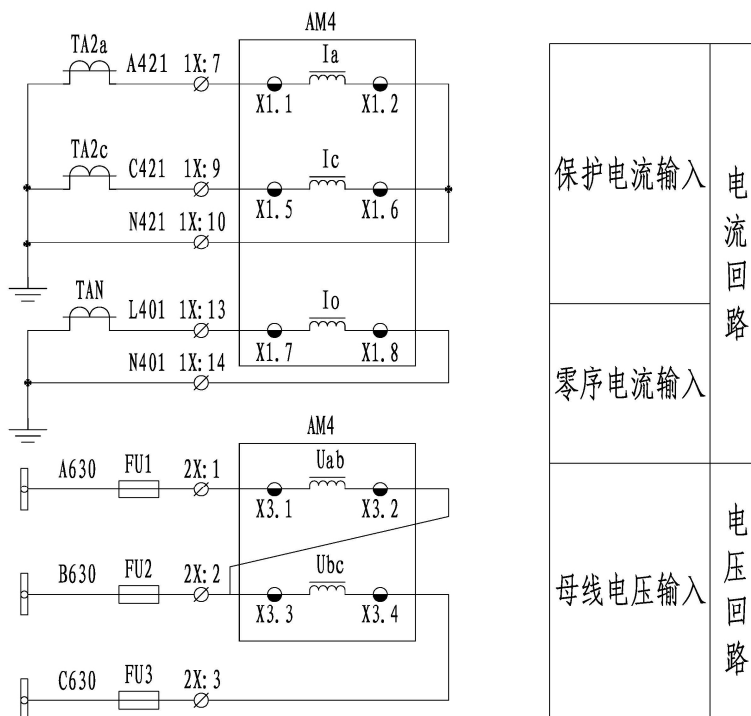 AM4
TA2a A421 1X:7 Ia
X1.1 X1.2
TA2c C421 1X:9 Ic
X1.5 X1.6
N421 1X:10
TAN L401 1X:13 Io
X1.7 X1.8
N401 1X:14
AM4
A630 FU1 2X:1 Uab
X3.1 X3.2
B630 FU2 2X:2 Ubc
X3.3 X3.4
C630 FU3 2X:3
保护电流输入
零序电流输入
电流回路
母线电压输入
电压回路